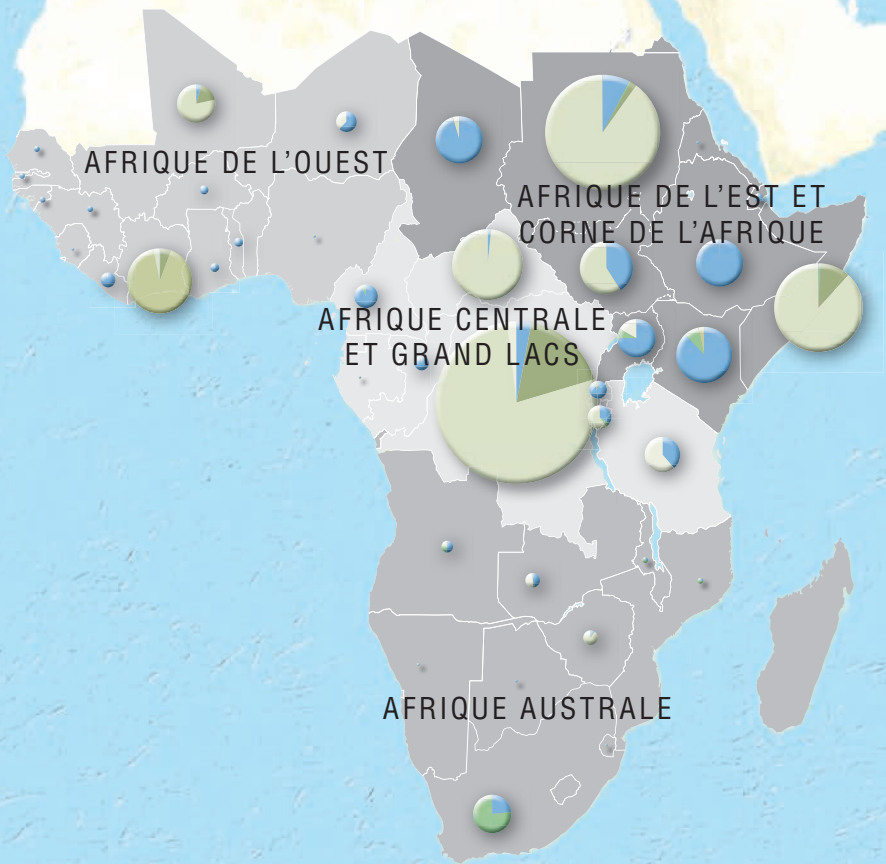 AFRIQUE DE L'OUEST
AFRIQUE DE L'EST ET
CORNE DE L'AFRIQUE
AFRIQUE CENTRALE
ET GRAND LACS
AFRIQUE AUSTRALE